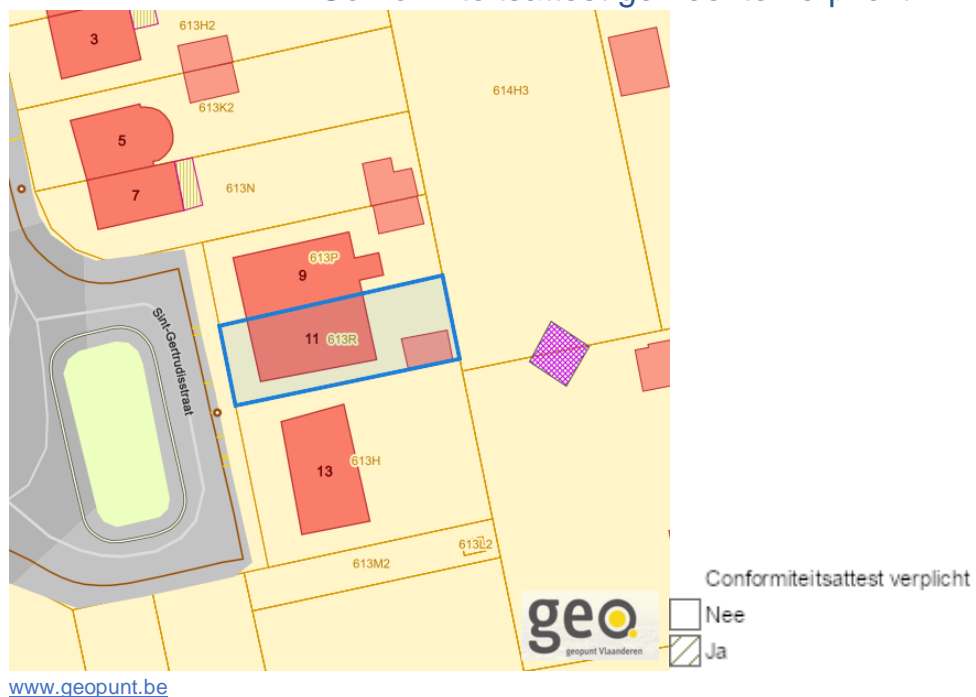 3
613H2
614H3
613K2
5
7
613N
9
613P
11
613R
Sint-Gertrudisstraat
13
613H
613L2
613M2
geo.
geopunt Vlaanderen
Conformiteitsattest verplicht
Nee
Ja
www.geopunt.be